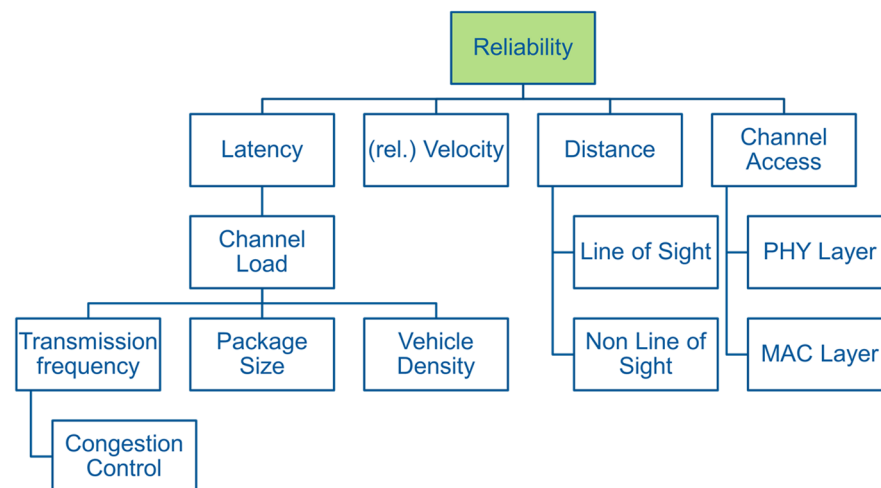 Reliability
Latency
(rel.) Velocity
Distance
Channel
Access
Channel
Load
Line of Sight
PHY Layer
Transmission
frequency
Package
Size
Vehicle
Density
Non Line of
Sight
MAC Layer
Congestion
Control